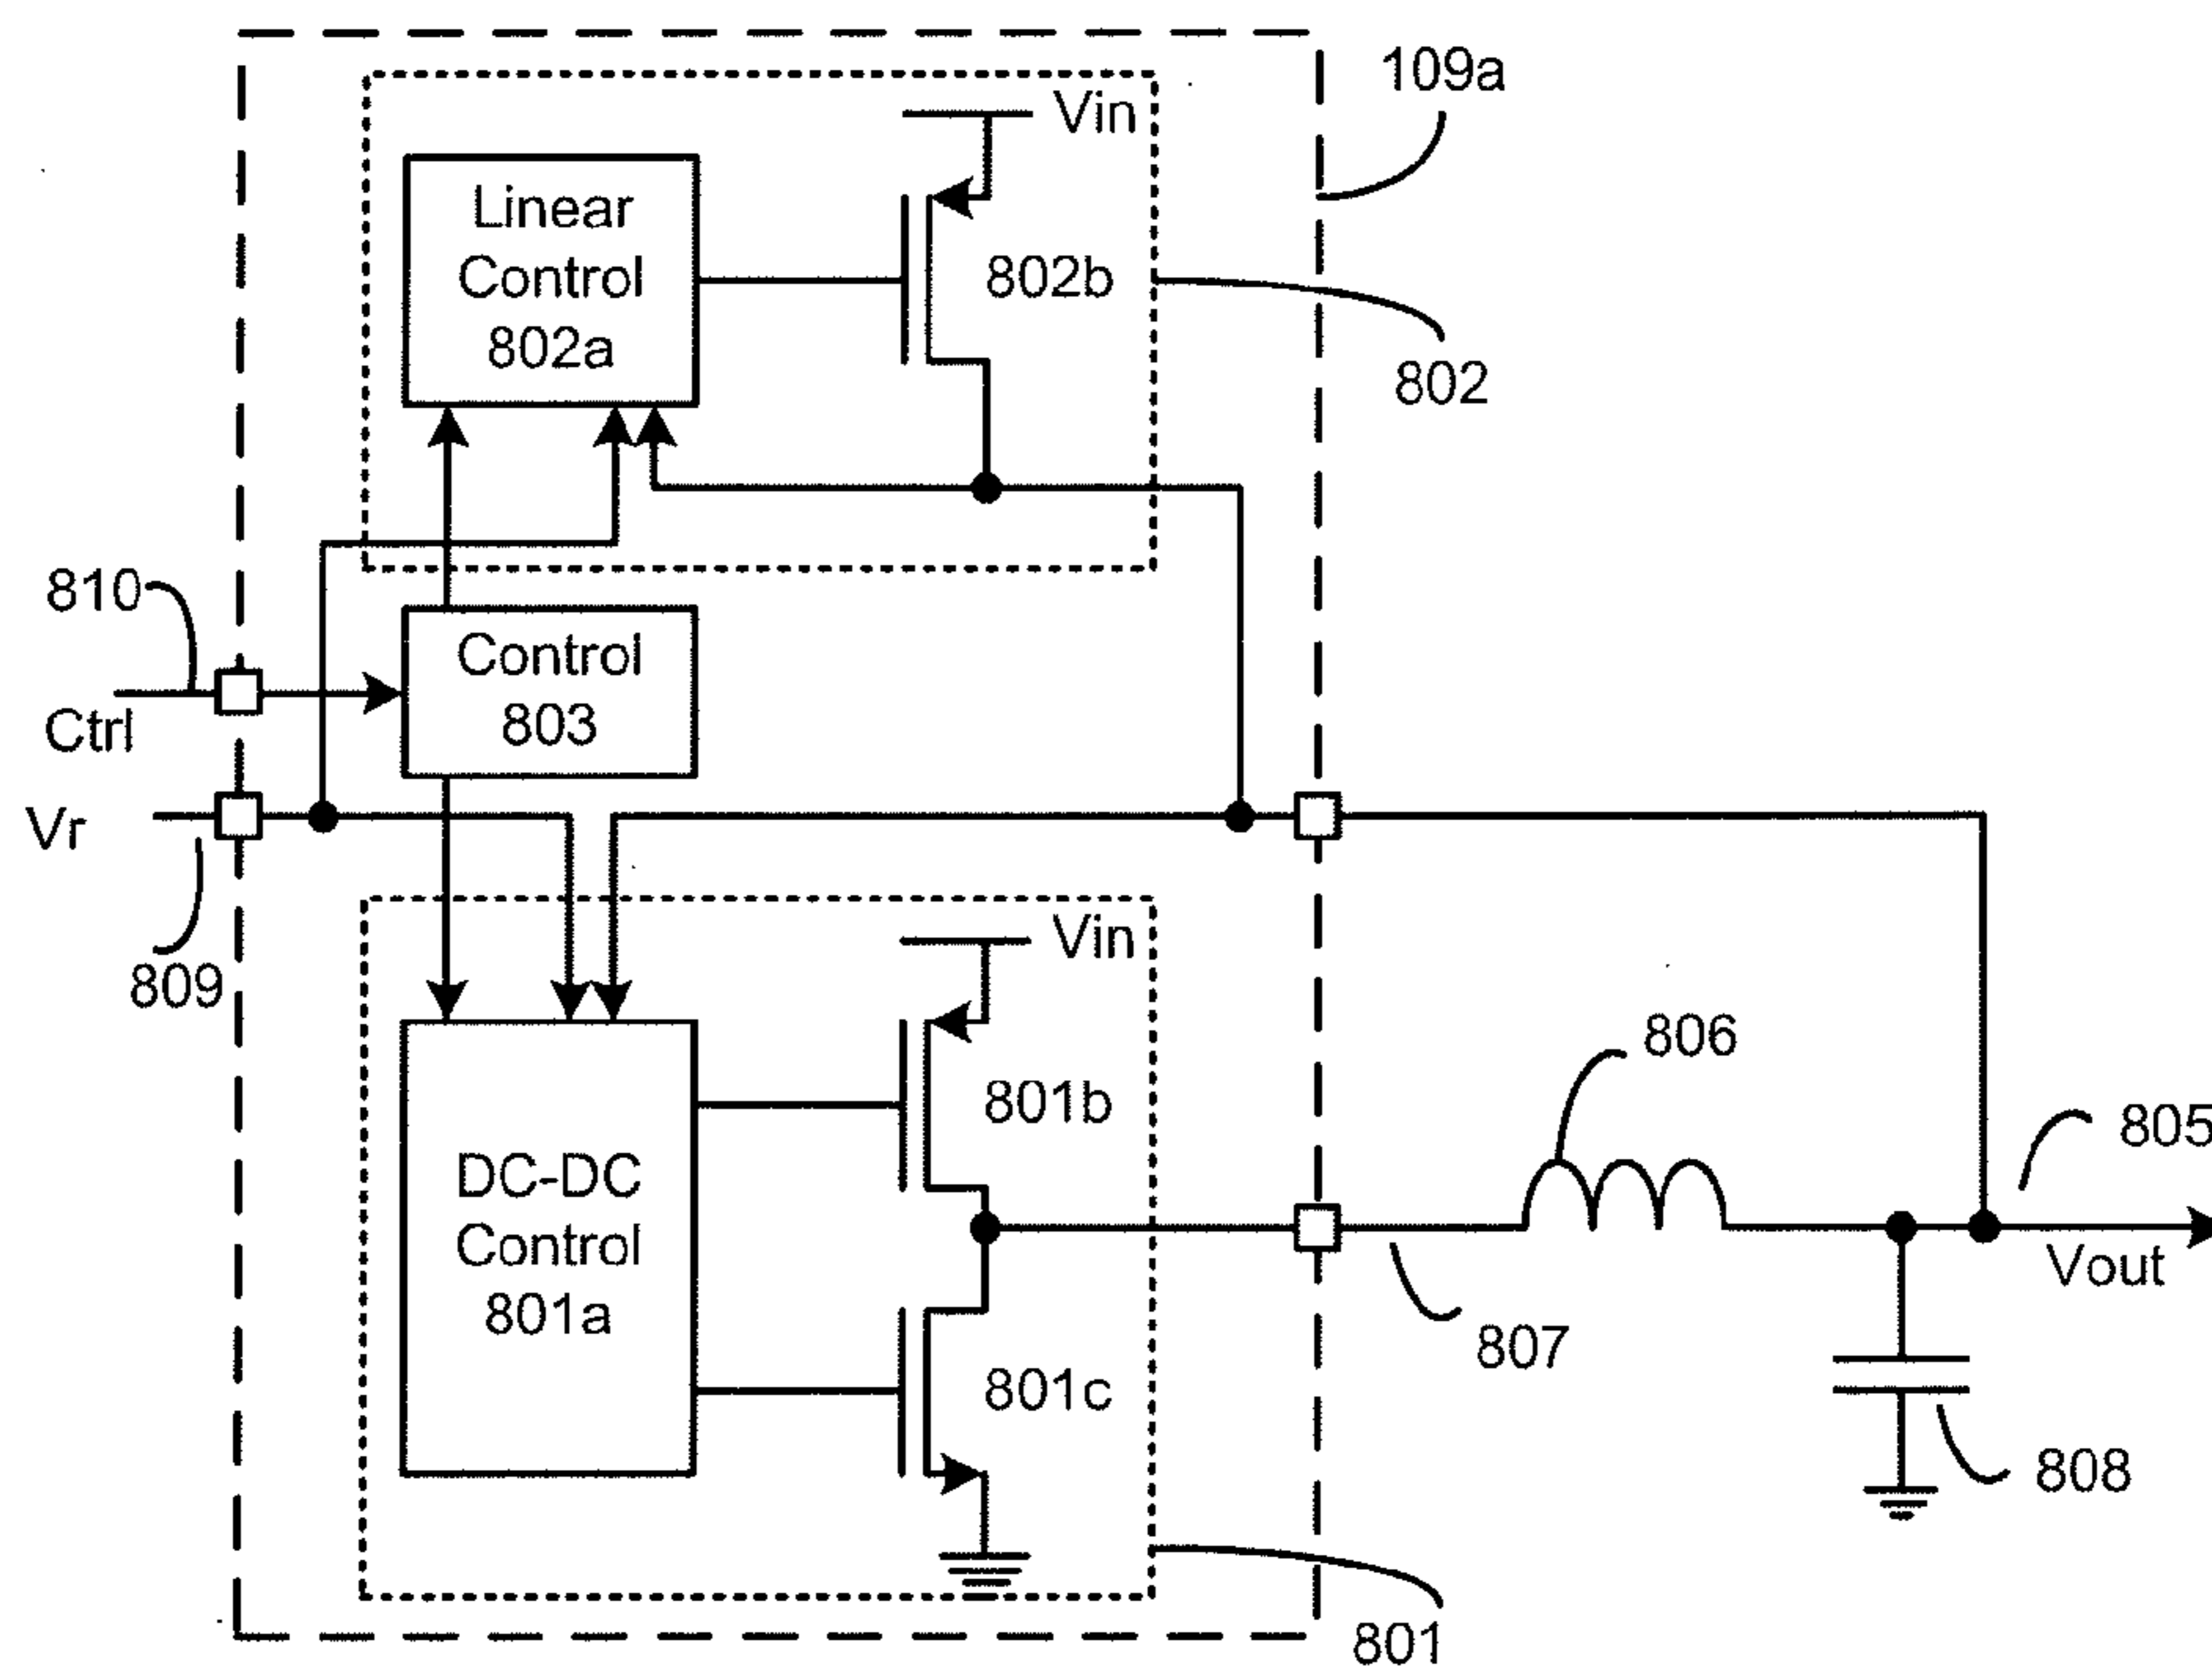 109a
Vin
Linear
Control
802a
802b
802
810
Ctrl
Control
803
Vr
809
Vin
801b
806
805
DC-DC
Control
801a
Vout
807
801c
808
801